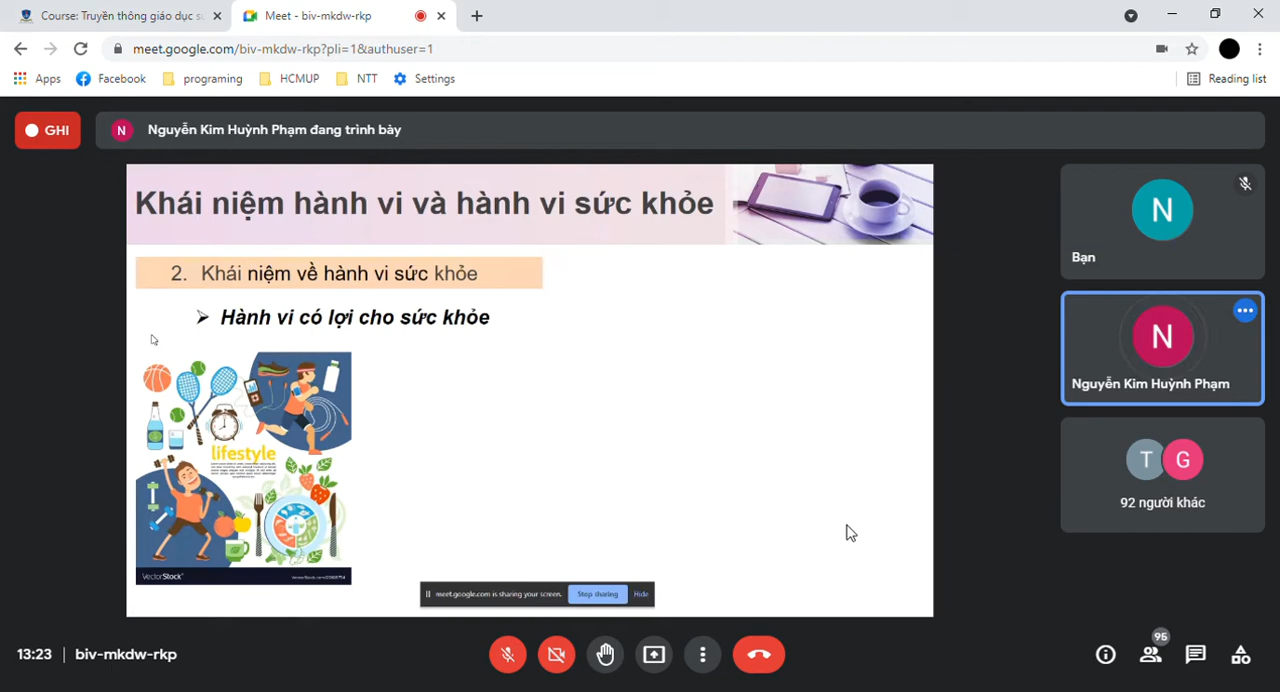 Course: Truyền thông giáo dục sứ
Meet - biv-mkdw-rkp
meet.google.com/biv-mkdw-rkp?pli=1&authuser=1
Apps
Facebook
programing
HCMUP
NTT
Settings
Reading list
GHI
N
Nguyễn Kim Huỳnh Phạm đang trình bày
Khái niệm hành vi và hành vi sức khỏe
2. Khái niệm về hành vi sức khỏe
➢ Hành vi có lợi cho sức khỏe
lifestyle
VectorStock
meet.google.com is sharing your screen.
Stop sharing
Hide
N
Bạn
N
Nguyễn Kim Huỳnh Phạm
T
G
92 người khác
13:23
biv-mkdw-rkp
95